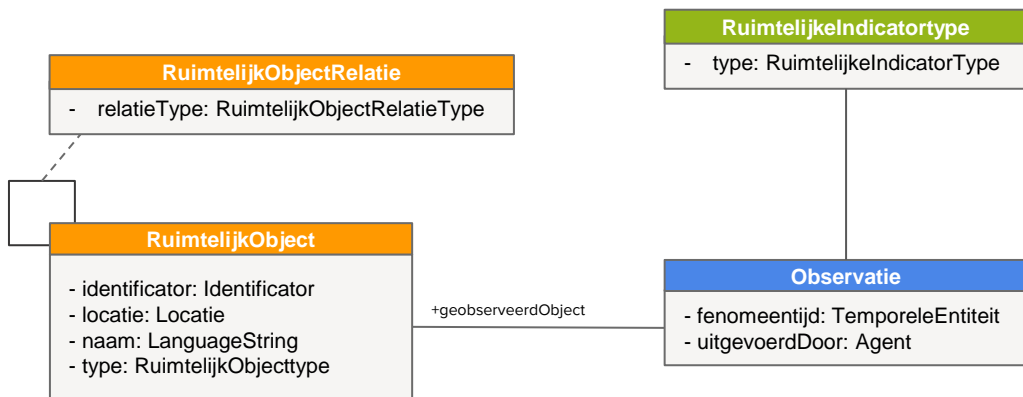 RuimtelijkeIndicatortype
- type: RuimtelijkeIndicatorType
RuimtelijkObjectRelatie
- relatieType: RuimtelijkObjectRelatieType
RuimtelijkObject
- identificator: Identificator
- locatie: Locatie
- naam: LanguageString
- type: RuimtelijkObjecttype
+geobserveerdObject
Observatie
- fenomeentijd: TemporeleEntiteit
- uitgevoerdDoor: Agent